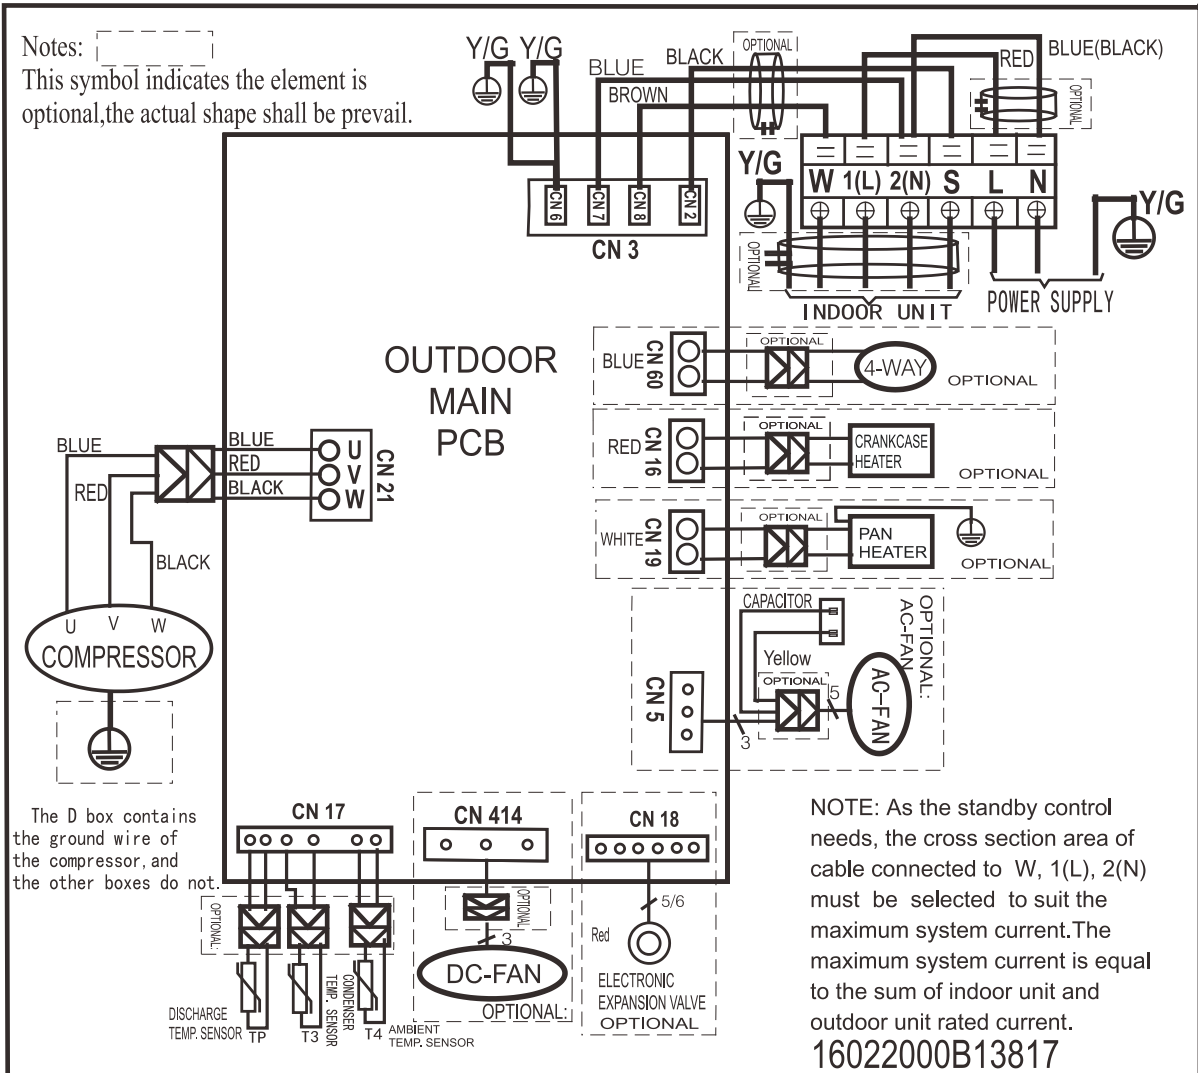 Notes:
This symbol indicates the element is
optional,the actual shape shall be prevail.
Y/G Y/G
BLUE
BLACK
BROWN
OPTIONAL
RED
BLUE(BLACK)
OPTIONAL
Y/G
W 1(L) 2(N) S L N
Y/G
OPTIONAL
INDOOR UNIT
POWER SUPPLY
CN 6
CN 7
CN 8
CN 2
CN 3
OUTDOOR
MAIN
PCB
BLUE
CN 60
OPTIONAL
4-WAY
OPTIONAL
RED
CN 16
OPTIONAL
CRANKCASE
HEATER
OPTIONAL
WHITE
CN 19
OPTIONAL
PAN
HEATER
OPTIONAL
BLUE
RED
BLACK
BLUE
RED
BLACK
U
V
W
CN 21
U V W
COMPRESSOR
CAPACITOR
Yellow
OPTIONAL
5
3
CN 5
AC-FAN
OPTIONAL:
AC-FAN
The D box contains
the ground wire of
the compressor,and
the other boxes do not.
CN 17
OPTIONAL:
DISCHARGE
TEMP. SENSOR
TP
T3
CONDENSER
TEMP. SENSOR
T4
AMBIENT
TEMP. SENSOR
CN 414
OPTIONAL
3
DC-FAN
OPTIONAL:
CN 18
5/6
Red
ELECTRONIC
EXPANSION VALVE
OPTIONAL
NOTE: As the standby control
needs, the cross section area of
cable connected to W, 1(L), 2(N)
must be selected to suit the
maximum system current.The
maximum system current is equal
to the sum of indoor unit and
outdoor unit rated current.
16022000B13817